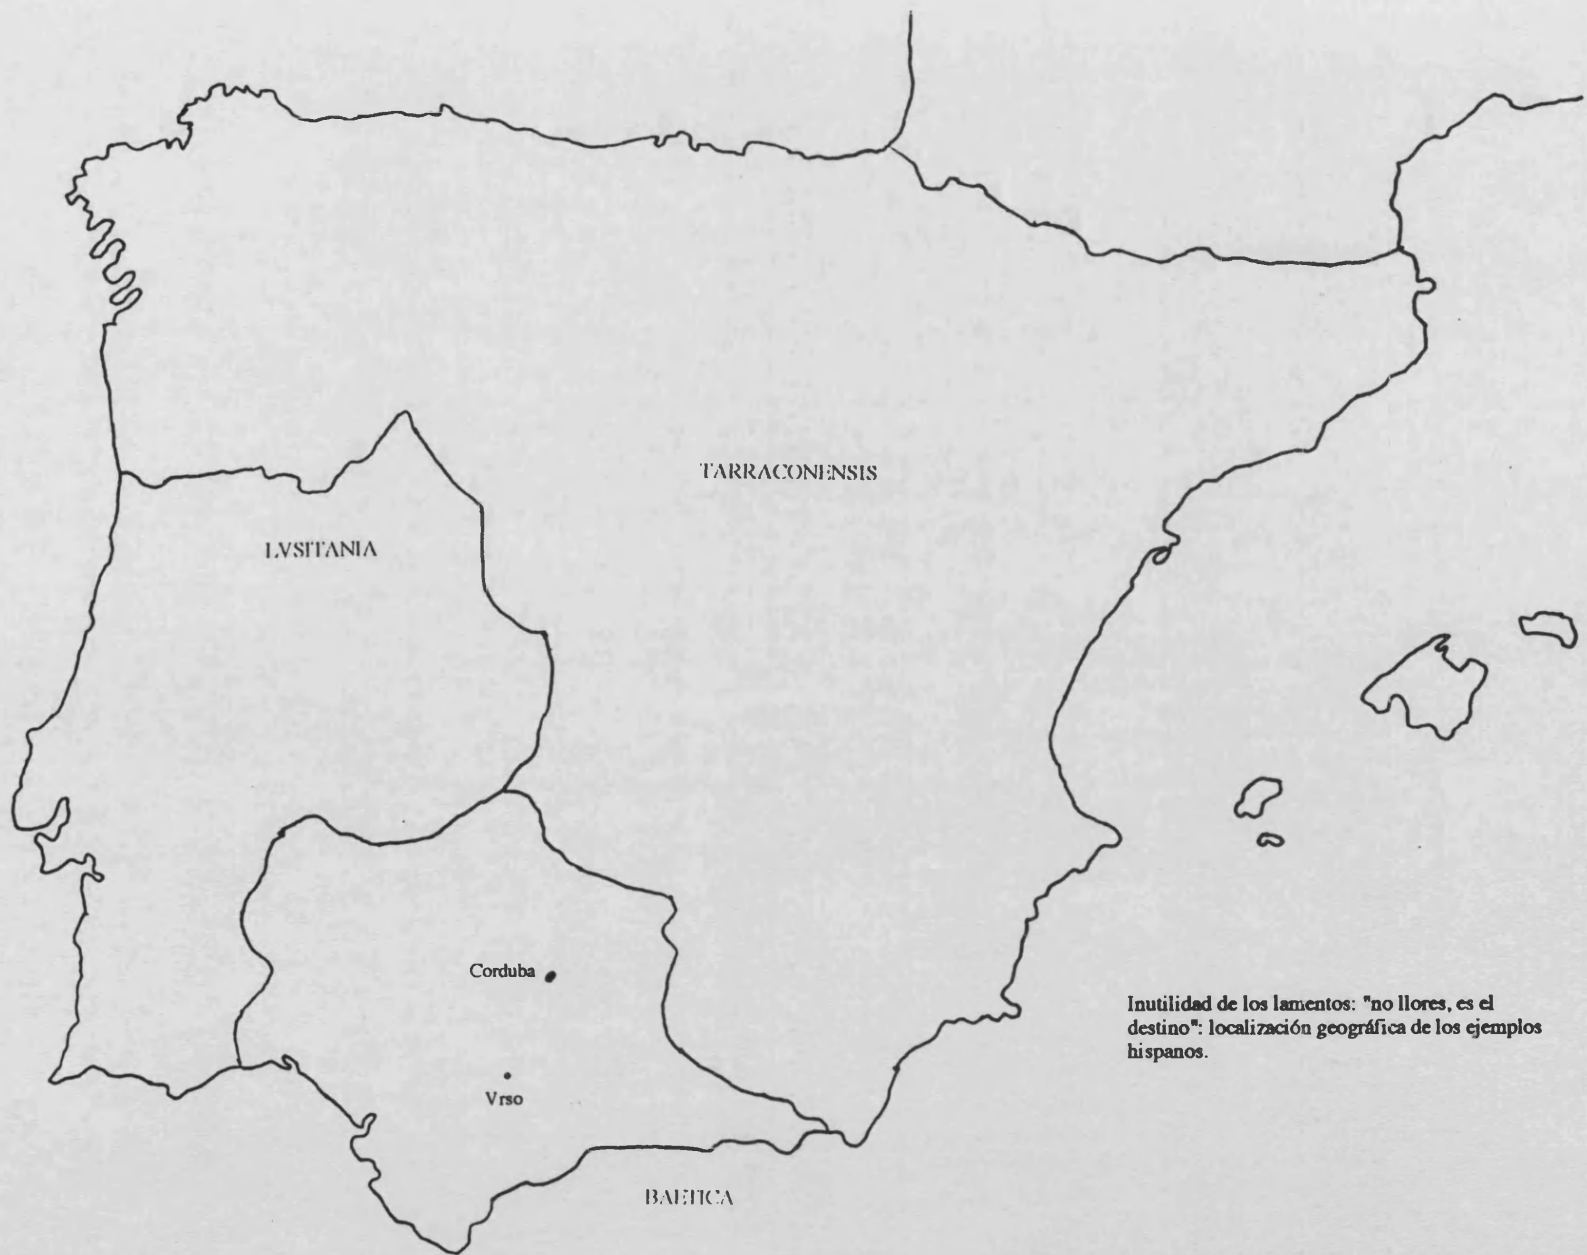 TARRACONENSIS
LVSITANIA
Corduba
Inutilidad de los lamentos: "no llores, es el
destino": localización geográfica de los ejemplos
hispanos.
Vrso
BAETICA